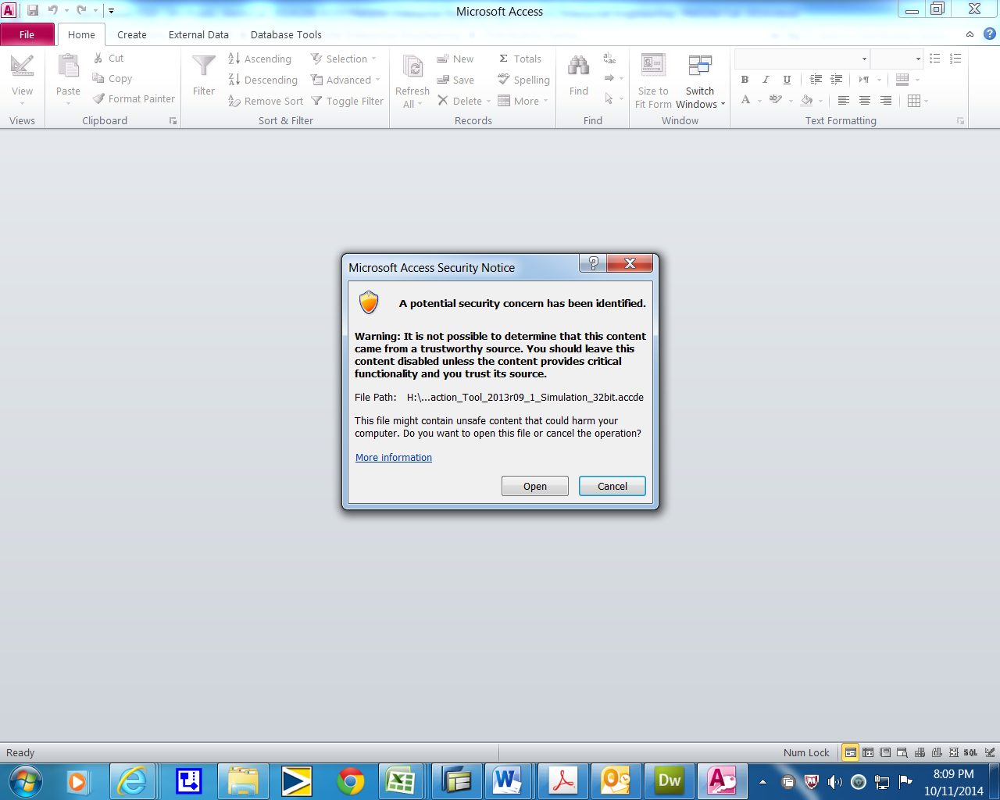 Microsoft Access
File
Home
Create
External Data
Database Tools
View
Views
Paste
Cut
Copy
Format Painter
Clipboard
Filter
Ascending
Descending
Remove Sort
Selection
Advanced
Toggle Filter
Sort & Filter
Refresh
All
New
Save
Delete
Totals
Spelling
More
Records
Find
Find
Size to
Fit Form
Switch
Windows
Window
B I U
A
Text Formatting
Microsoft Access Security Notice
A potential security concern has been identified.
Warning: It is not possible to determine that this content
came from a trustworthy source. You should leave this
content disabled unless the content provides critical
functionality and you trust its source.
File Path: H:\...action_Tool_2013r09_1_Simulation_32bit.accde
This file might contain unsafe content that could harm your
computer. Do you want to open this file or cancel the operation?
More information
Open
Cancel
Ready
Num Lock
SQL
Dw
8:09 PM
10/11/2014